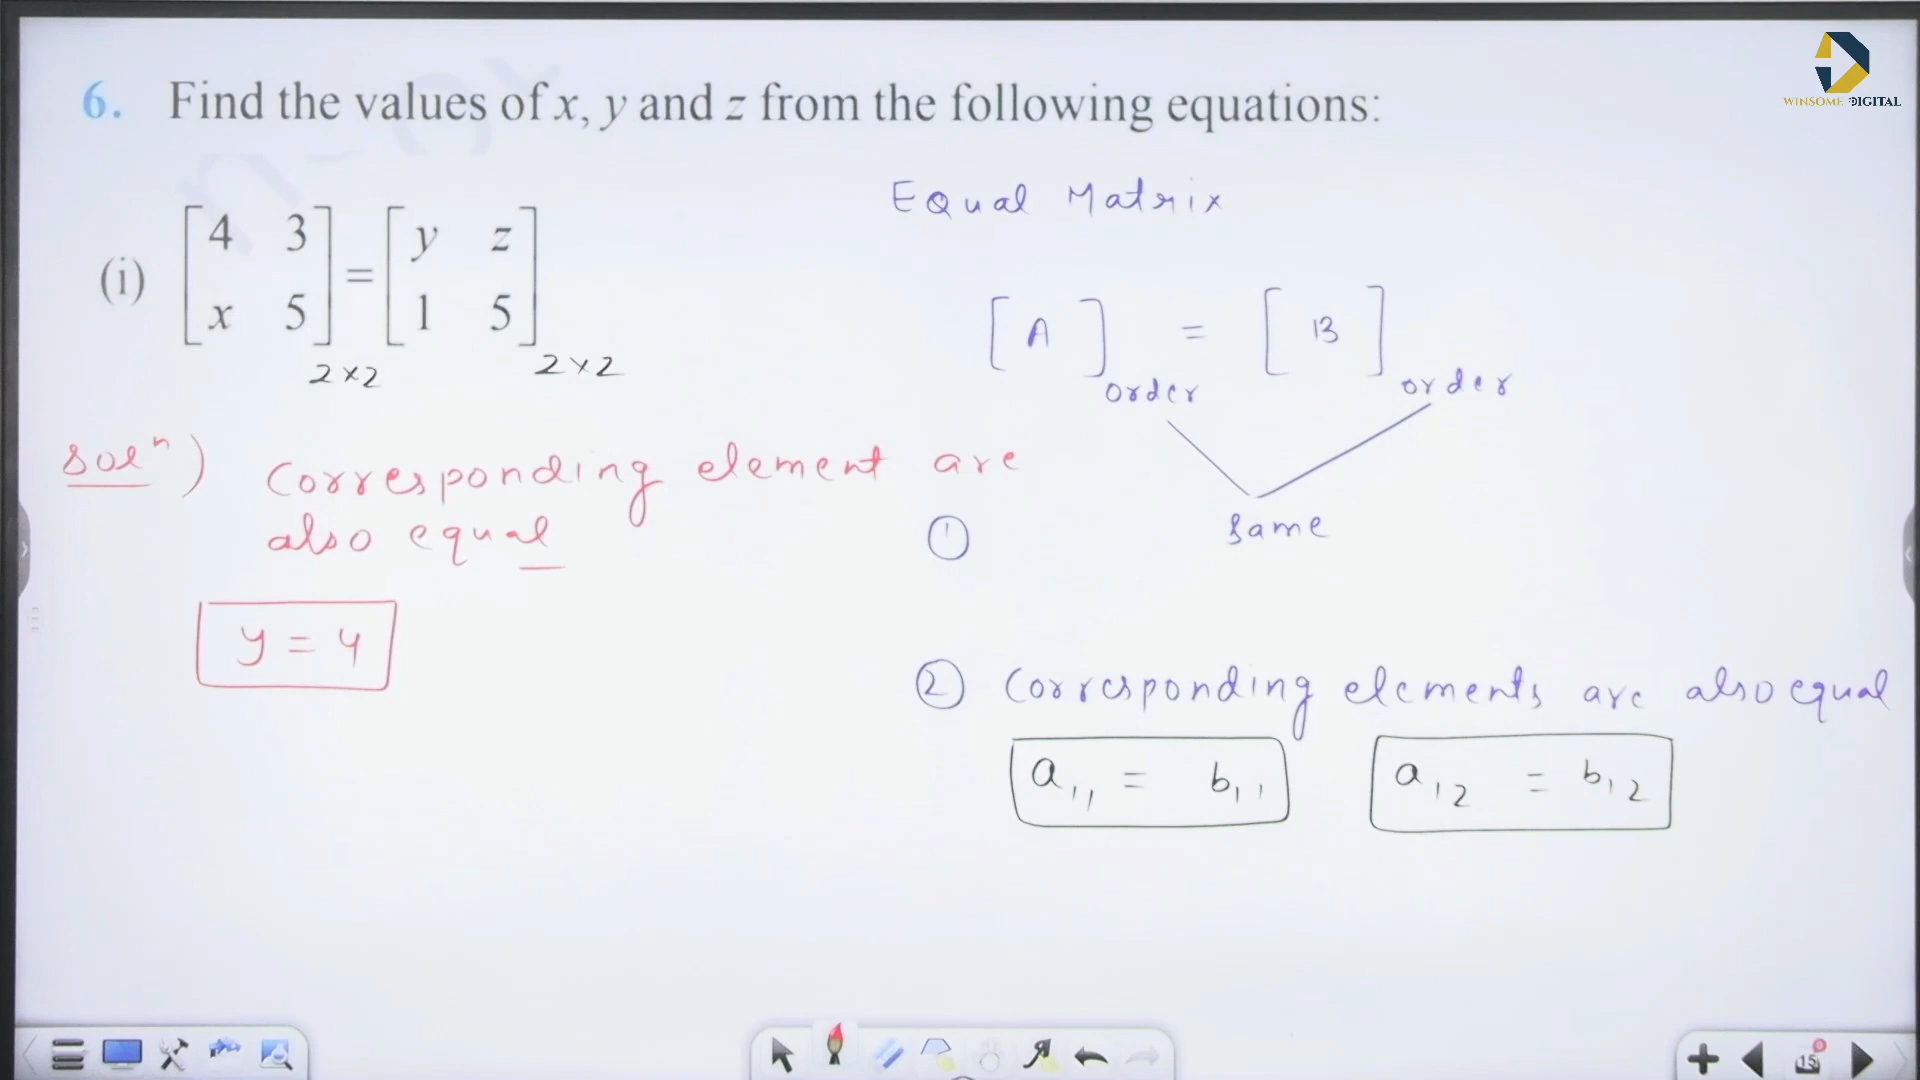 WINSOME DIGITAL
6. Find the values of x, y and z from the following equations:
Equal Matrix
(i) [4 3
x 5] 2×2 = [y z
1 5] 2×2
[A] order = [B] order
same
①
② Corresponding elements are also equal
a₁₁ = b₁₁
a₁₂ = b₁₂
solⁿ) Corresponding element are
also equal
y = 4
15